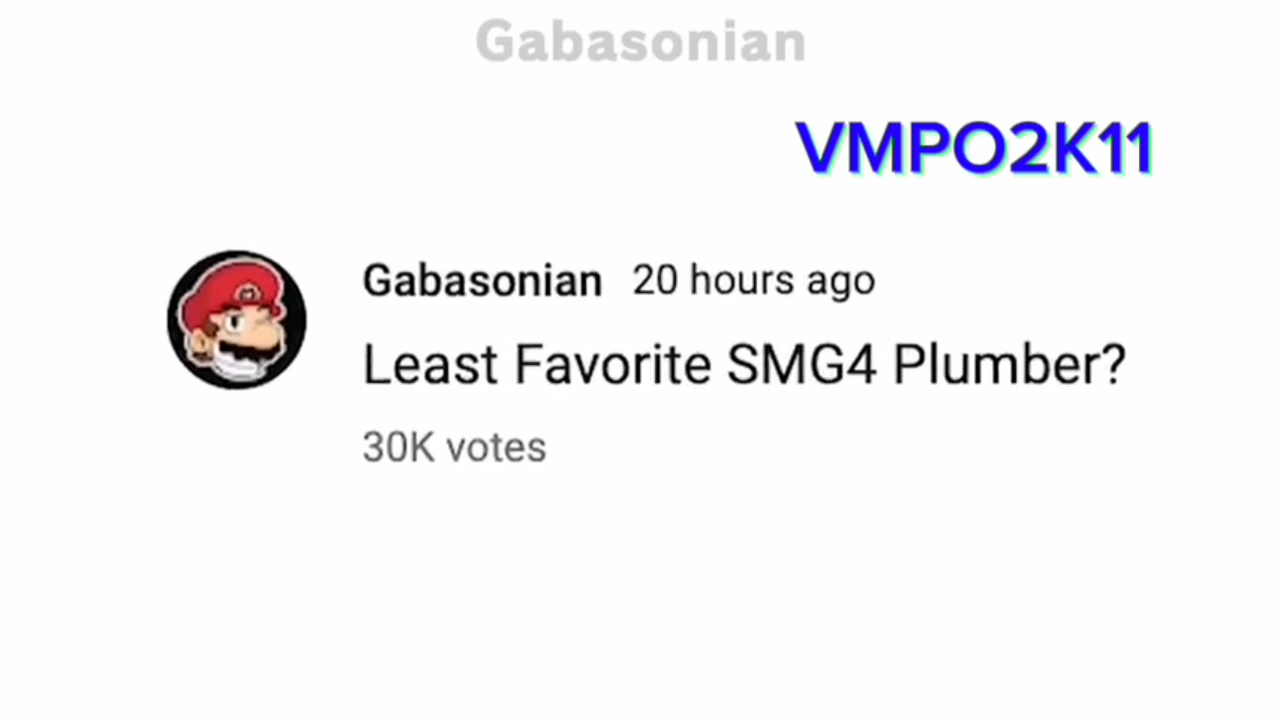 Gabasonian
VMPO2K11
Gabasonian 20 hours ago
Least Favorite SMG4 Plumber?
30K votes